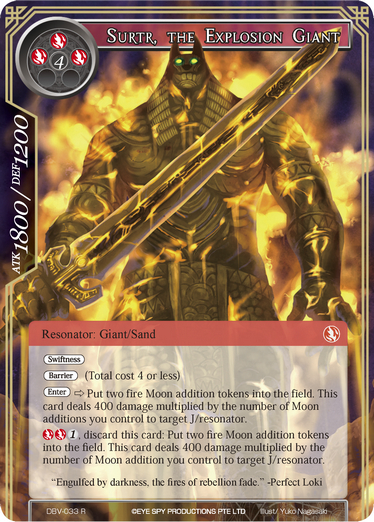 Surtr, the Explosion Giant
4
ATK 1800 / DEF 1200
Resonator: Giant/Sand
Swiftness
Barrier (Total cost 4 or less)
Enter ⇨ Put two fire Moon addition tokens into the field. This
card deals 400 damage multiplied by the number of Moon
additions you control to target J/resonator.
1, discard this card: Put two fire Moon addition tokens
into the field. This card deals 400 damage multiplied by the
number of Moon additions you control to target J/resonator.
“Engulfed by darkness, the fires of rebellion fade.” -Perfect Loki
DBV-033 R ©EYE SPY PRODUCTIONS PTE LTD Illust/ Yuko Nagasaki